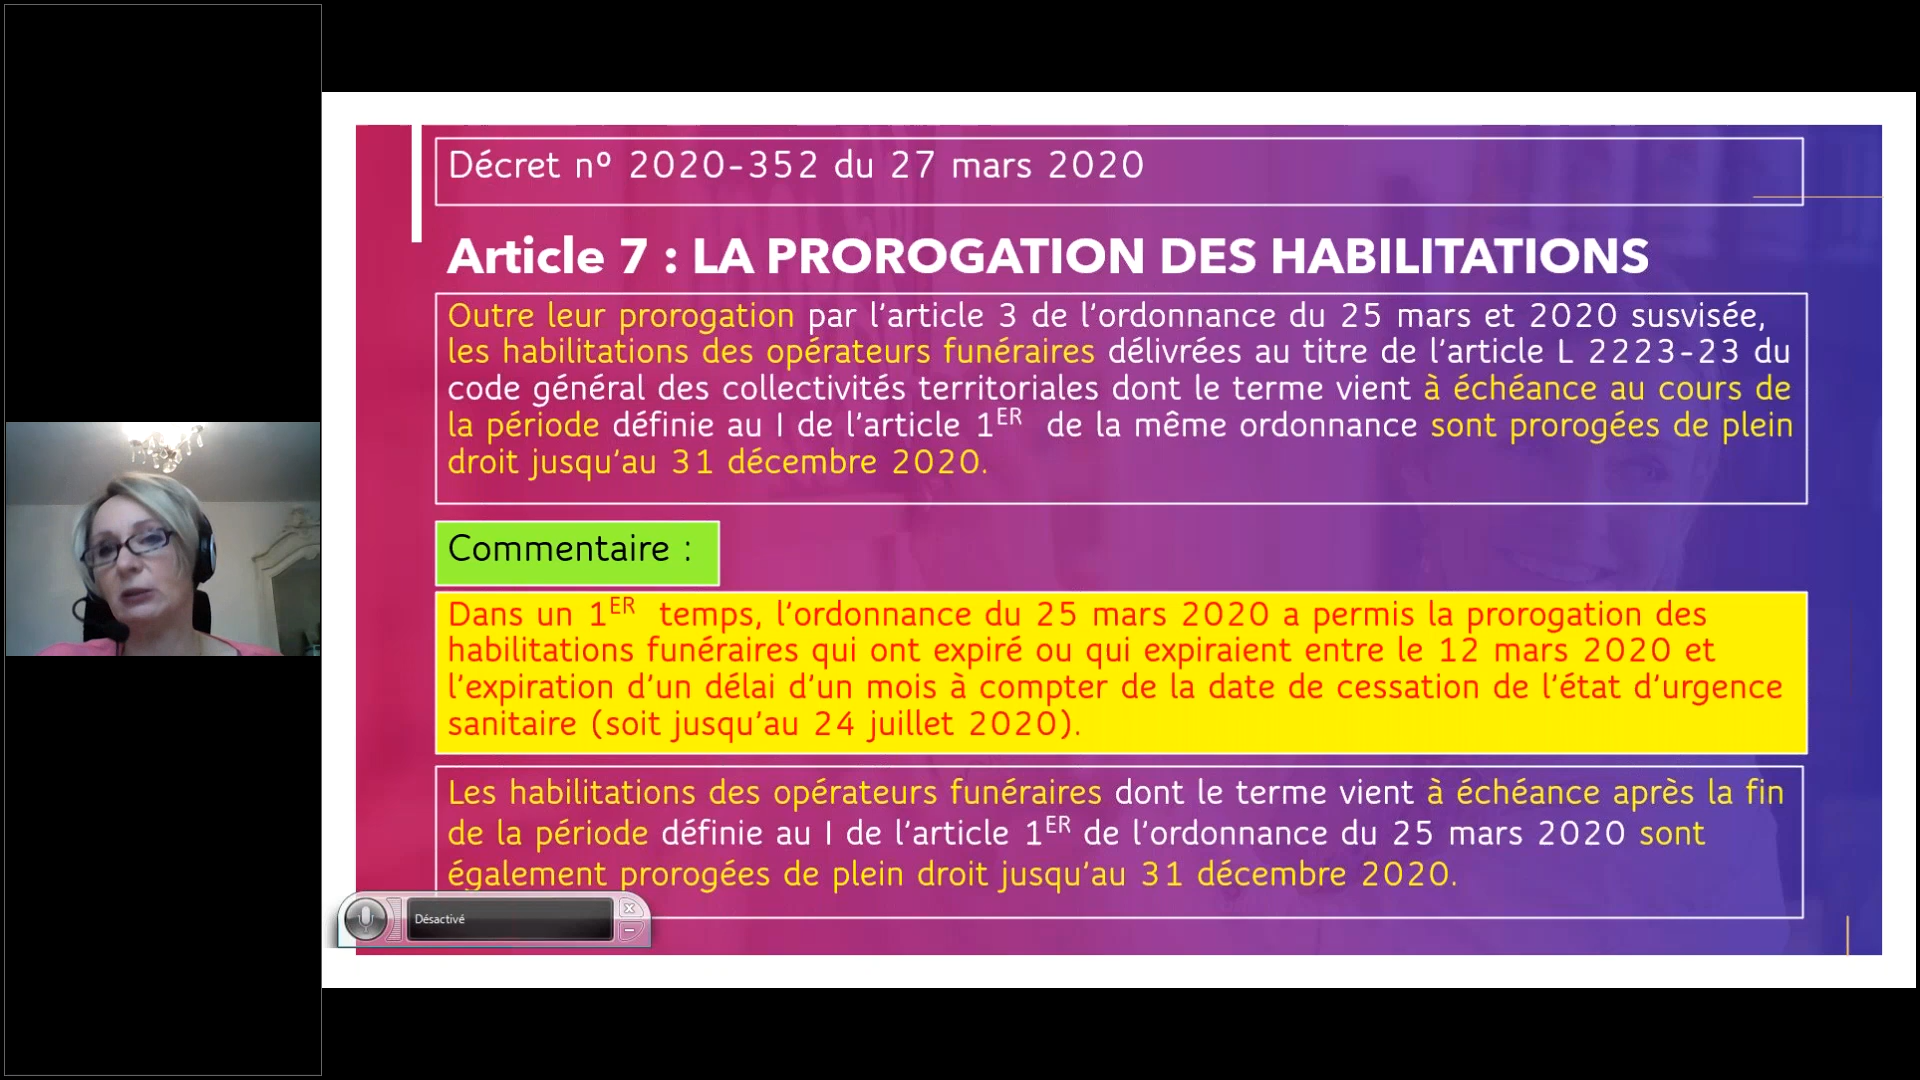 Décret nº 2020-352 du 27 mars 2020
Article 7 : LA PROROGATION DES HABILITATIONS
Outre leur prorogation par l’article 3 de l’ordonnance du 25 mars et 2020 susvisée,
les habilitations des opérateurs funéraires délivrées au titre de l’article L 2223-23 du
code général des collectivités territoriales dont le terme vient à échéance au cours de
la période définie au I de l’article 1ER de la même ordonnance sont prorogées de plein
droit jusqu’au 31 décembre 2020.
Commentaire :
Dans un 1ER temps, l’ordonnance du 25 mars 2020 a permis la prorogation des
habilitations funéraires qui ont expiré ou qui expiraient entre le 12 mars 2020 et
l’expiration d’un délai d’un mois à compter de la date de cessation de l’état d’urgence
sanitaire (soit jusqu’au 24 juillet 2020).
Les habilitations des opérateurs funéraires dont le terme vient à échéance après la fin
de la période définie au I de l’article 1ER de l’ordonnance du 25 mars 2020 sont
également prorogées de plein droit jusqu’au 31 décembre 2020.
Désactivé